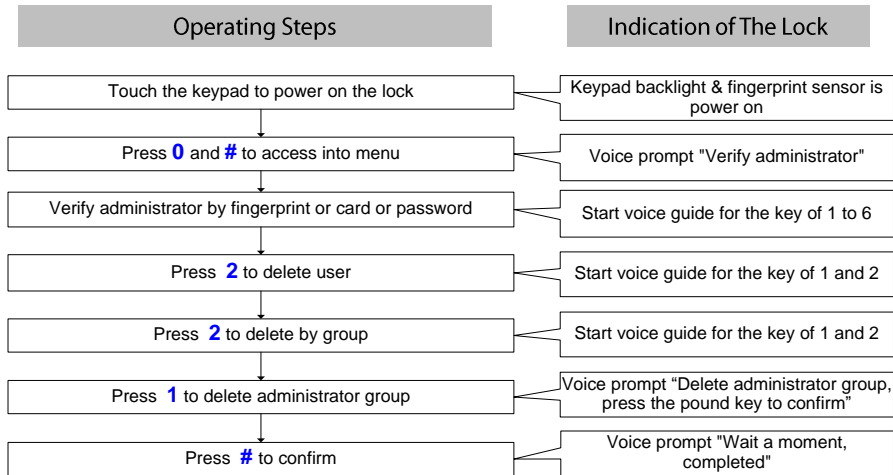 Operating Steps
Indication of The Lock
Touch the keypad to power on the lock
Keypad backlight & fingerprint sensor is
power on
Press 0 and # to access into menu
Voice prompt "Verify administrator"
Verify administrator by fingerprint or card or password
Start voice guide for the key of 1 to 6
Press 2 to delete user
Start voice guide for the key of 1 and 2
Press 2 to delete by group
Start voice guide for the key of 1 and 2
Press 1 to delete administrator group
Voice prompt “Delete administrator group,
press the pound key to confirm”
Press # to confirm
Voice prompt "Wait a moment,
completed"